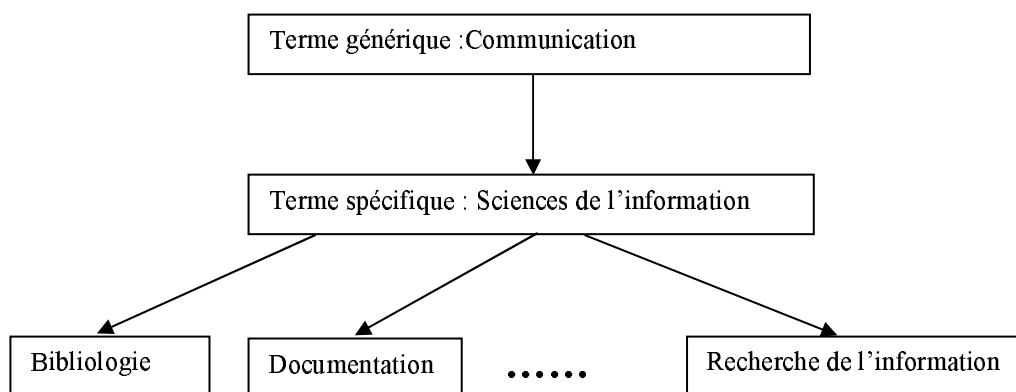 Terme générique :Communication
Terme spécifique : Sciences de l’information
Bibliologie
Documentation
......
Recherche de l’information